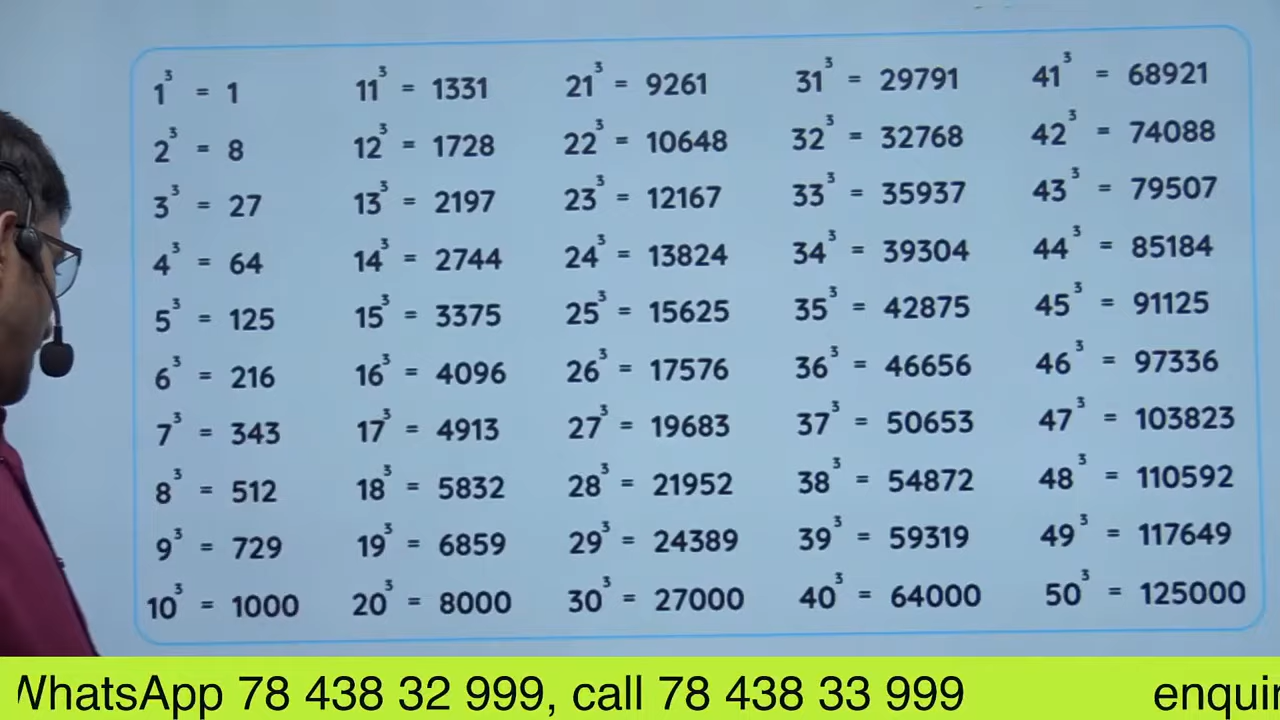 1³ = 1 11³ = 1331 21³ = 9261 31³ = 29791 41³ = 68921
2³ = 8 12³ = 1728 22³ = 10648 32³ = 32768 42³ = 74088
3³ = 27 13³ = 2197 23³ = 12167 33³ = 35937 43³ = 79507
4³ = 64 14³ = 2744 24³ = 13824 34³ = 39304 44³ = 85184
5³ = 125 15³ = 3375 25³ = 15625 35³ = 42875 45³ = 91125
6³ = 216 16³ = 4096 26³ = 17576 36³ = 46656 46³ = 97336
7³ = 343 17³ = 4913 27³ = 19683 37³ = 50653 47³ = 103823
8³ = 512 18³ = 5832 28³ = 21952 38³ = 54872 48³ = 110592
9³ = 729 19³ = 6859 29³ = 24389 39³ = 59319 49³ = 117649
10³ = 1000 20³ = 8000 30³ = 27000 40³ = 64000 50³ = 125000
WhatsApp 78 438 32 999, call 78 438 33 999